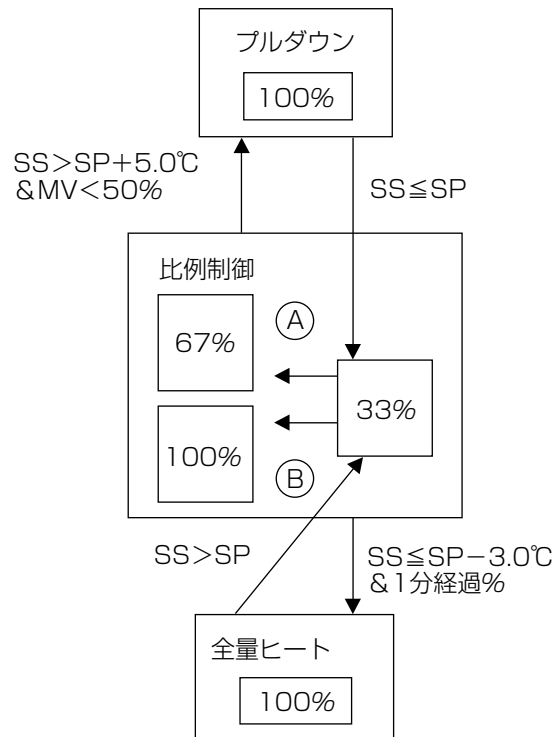 プルダウン
100%
SS>SP+5.0℃
&MV<50%
SS≦SP
比例制御
67%
Ⓐ
33%
100%
Ⓑ
SS>SP
SS≦SP−3.0℃
&1分経過%
全量ヒート
100%